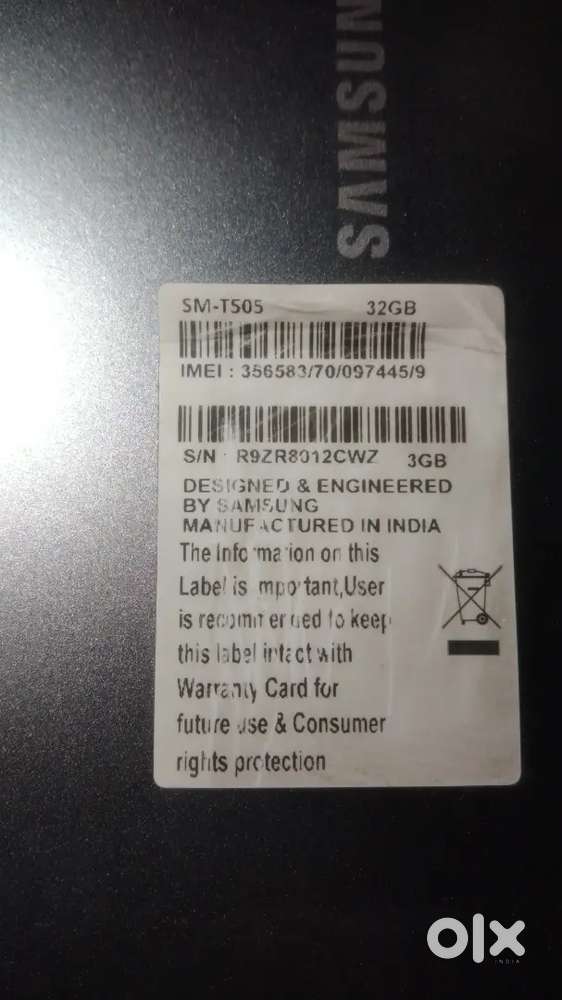 SAMSUN
SM-T505 32GB
IMEI : 356583/70/097445/9
S/N : R9ZR8012CWZ 3GB
DESIGNED & ENGINEERED
BY SAMSUNG
MANUFACTURED IN INDIA
The Information on this
Label is important,User
is recommended to keep
this label intact with
Warranty Card for
future use & Consumer
rights protection
olx
INDIA